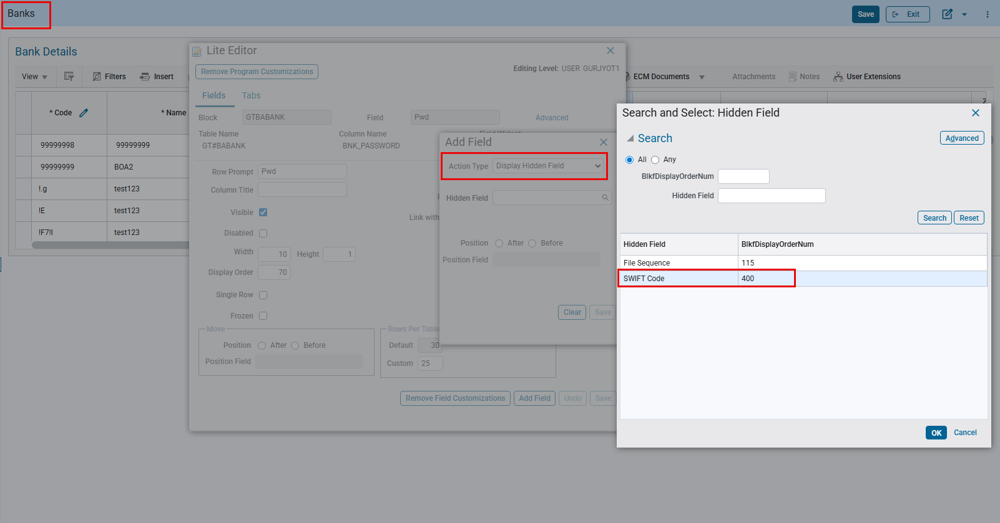 Banks
Save
Exit
Bank Details
View
Filters
Insert
ECM Documents
Attachments
Notes
User Extensions
* Code
* Name
99999998
99999999
99999999
BOA2
!.g
test123
!E
test123
!F7!I
test123
Lite Editor
Remove Program Customizations
Editing Level: USER GURJYOT1
Fields
Tabs
Block
GTBABANK
Field
Pwd
Advanced
Table Name
Column Name
GT#BABANK
BNK_PASSWORD
Row Prompt
Pwd
Column Title
Visible
Link with
Disabled
Width
10
Height
1
Display Order
70
Single Row
Frozen
Move
Position
After
Before
Position Field
Rows Per Table
Default
30
Custom
25
Remove Field Customizations
Add Field
Undo
Save
Add Field
Action Type
Display Hidden Field
Hidden Field
Position
After
Before
Position Field
Clear
Save
Search and Select: Hidden Field
Search
Advanced
All
Any
BlkfDisplayOrderNum
Hidden Field
Search
Reset
Hidden Field
BlkfDisplayOrderNum
File Sequence
115
SWIFT Code
400
OK
Cancel